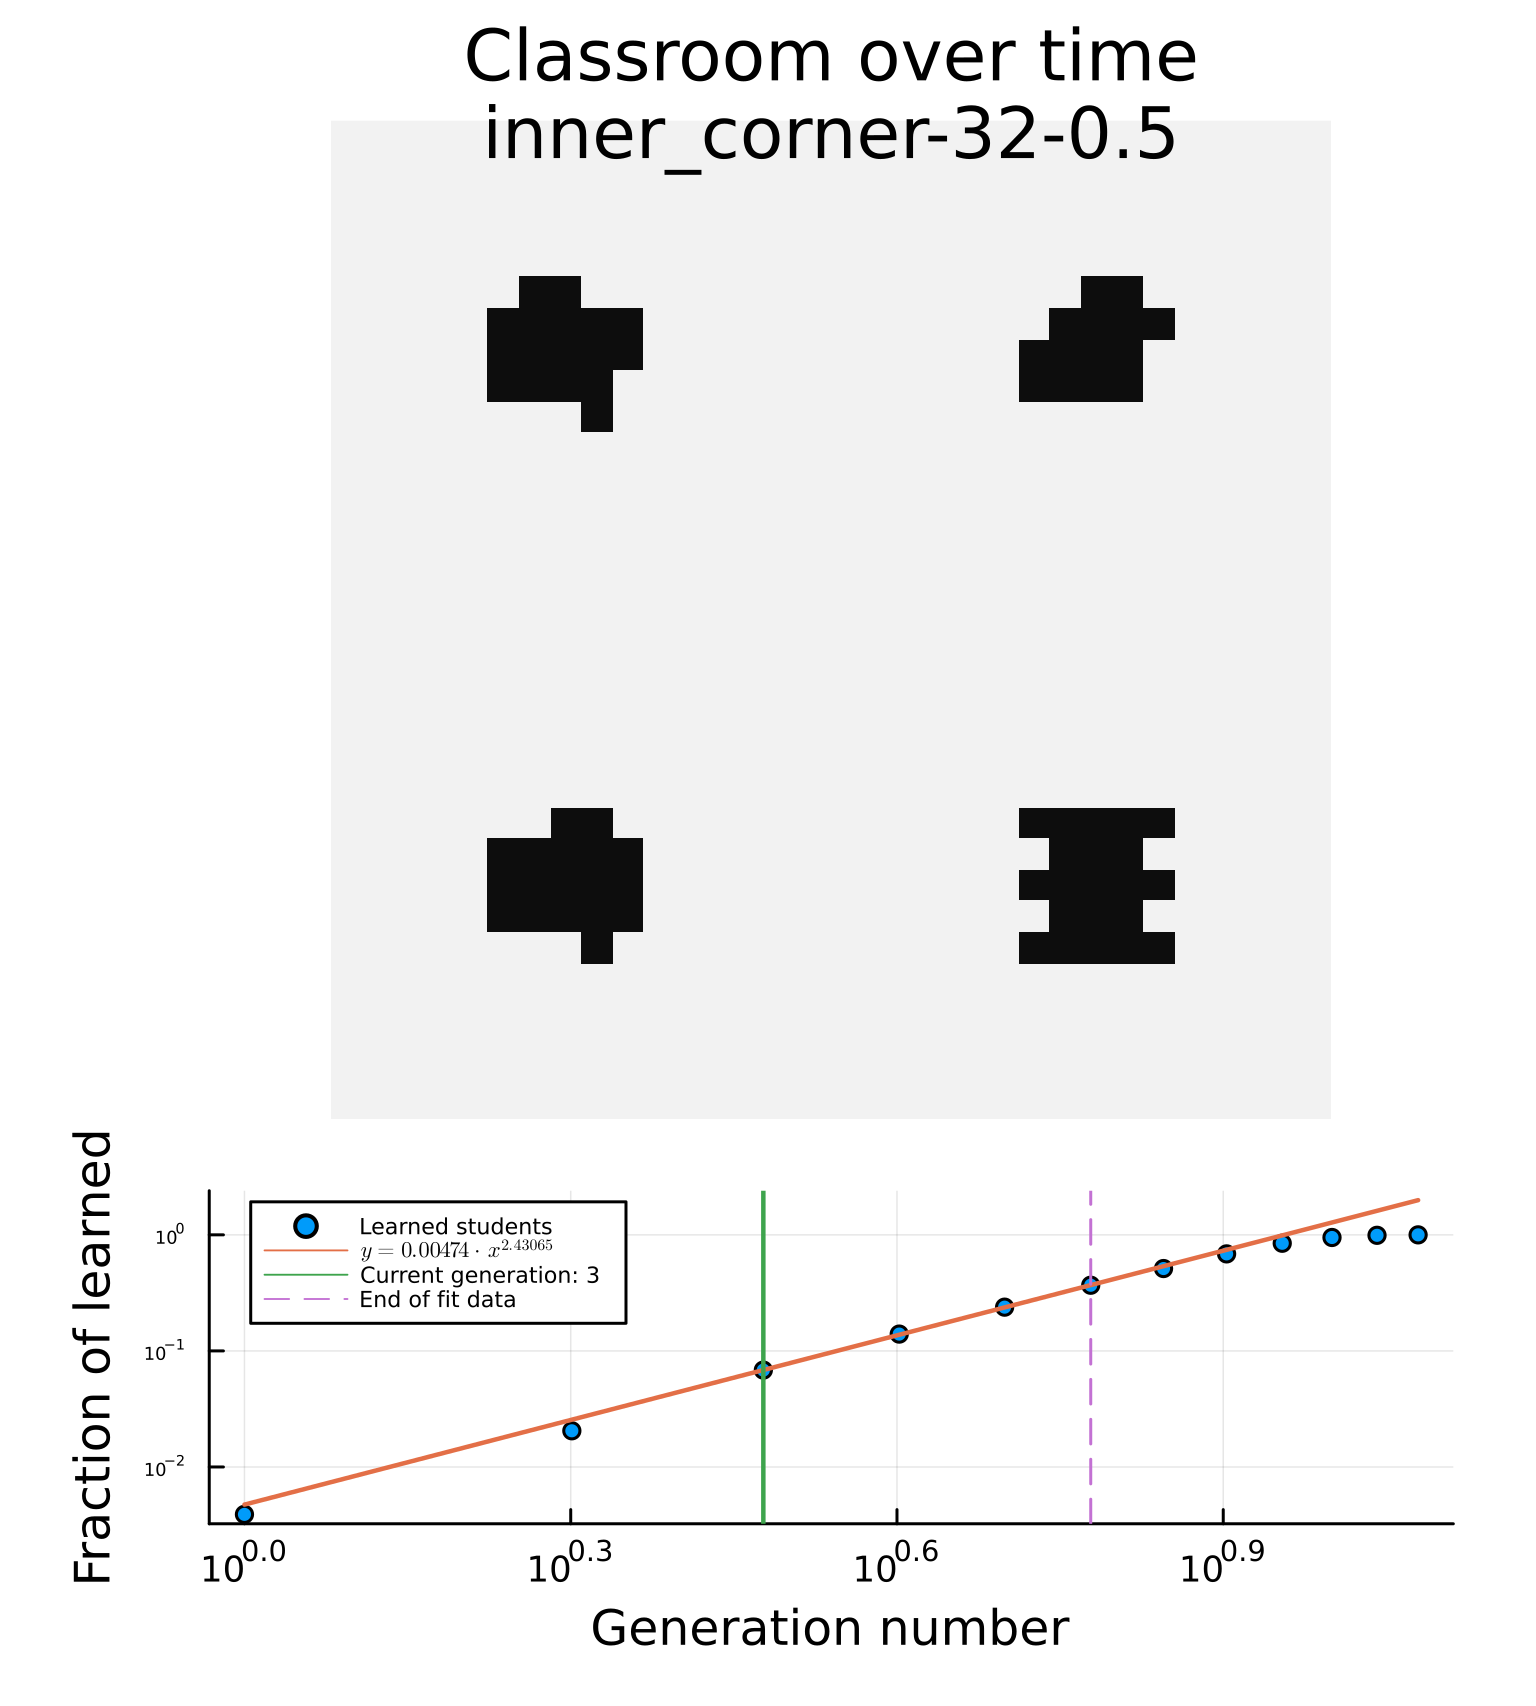 Classroom over time
inner_corner-32-0.5
Fraction of learned
10⁰
10⁻¹
10⁻²
Learned students
y = 0.00474 · x^2.43065
Current generation: 3
End of fit data
10^0.0
10^0.3
10^0.6
10^0.9
Generation number